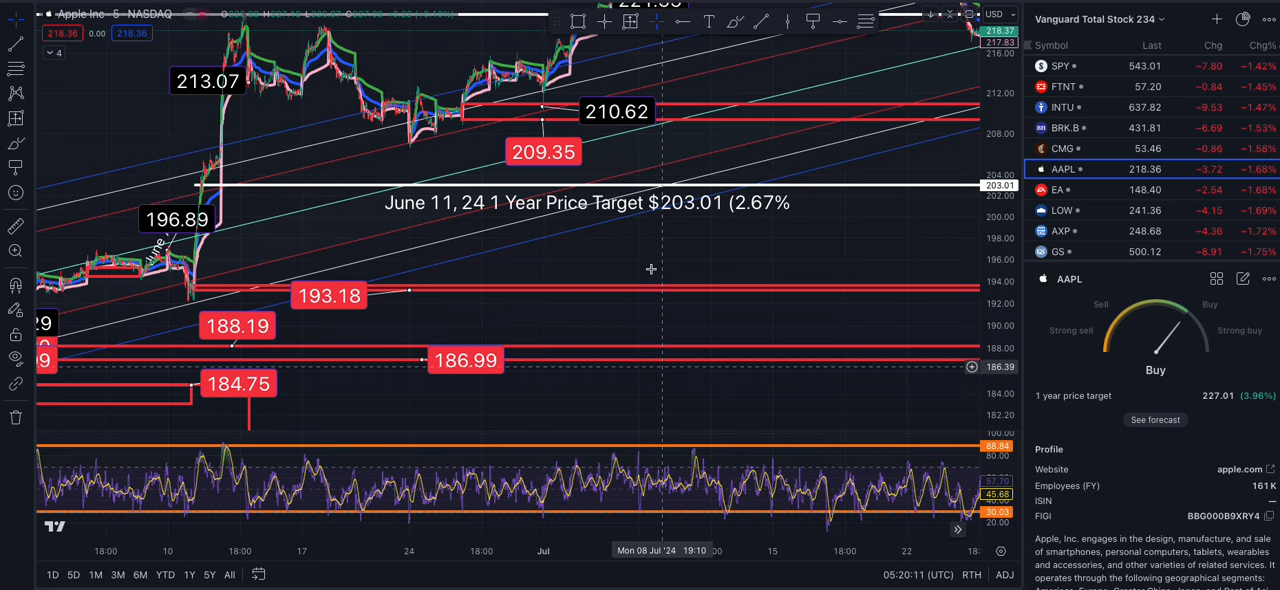 Apple Inc. · 5 · NASDAQ
218.36 0.00 218.36
4
USD
218.37
217.83
216.00
212.00
208.00
204.01
203.01
202.00
200.00
198.00
196.00
194.00
192.00
190.00
188.00
186.39
184.00
182.20
213.07
210.62
209.35
June 11, 24 1 Year Price Target $203.01 (2.67%
196.89
193.18
188.19
186.99
184.75
29
99
100.00
88.84
80.00
57.70
45.68
30.03
20.00
18:00 10 18:00 17 24 18:00 Jul Mon 08 Jul '24 19:10 :00 15 18:00 22 18:
1D 5D 1M 3M 6M YTD 1Y 5Y All 05:20:11 (UTC) RTH ADJ
Vanguard Total Stock 234
Symbol Last Chg Chg%
SPY 543.01 −7.80 −1.42%
FTNT 57.20 −0.84 −1.45%
INTU 637.82 −9.53 −1.47%
BRK.B 431.81 −6.69 −1.53%
CMG 53.46 −0.86 −1.58%
AAPL 218.36 −3.72 −1.68%
EA 148.40 −2.54 −1.68%
LOW 241.36 −4.15 −1.69%
AXP 248.68 −4.36 −1.72%
GS 500.12 −8.91 −1.75%
AAPL
Sell Buy
Strong sell Strong buy
Buy
1 year price target 227.01 (3.96%)
See forecast
Profile
Website apple.com
Employees (FY) 161 K
ISIN —
FIGI BBG000B9XRY4
Apple, Inc. engages in the design, manufacture, and sale
of smartphones, personal computers, tablets, wearables
and accessories, and other varieties of related services. It
operates through the following geographical segments: